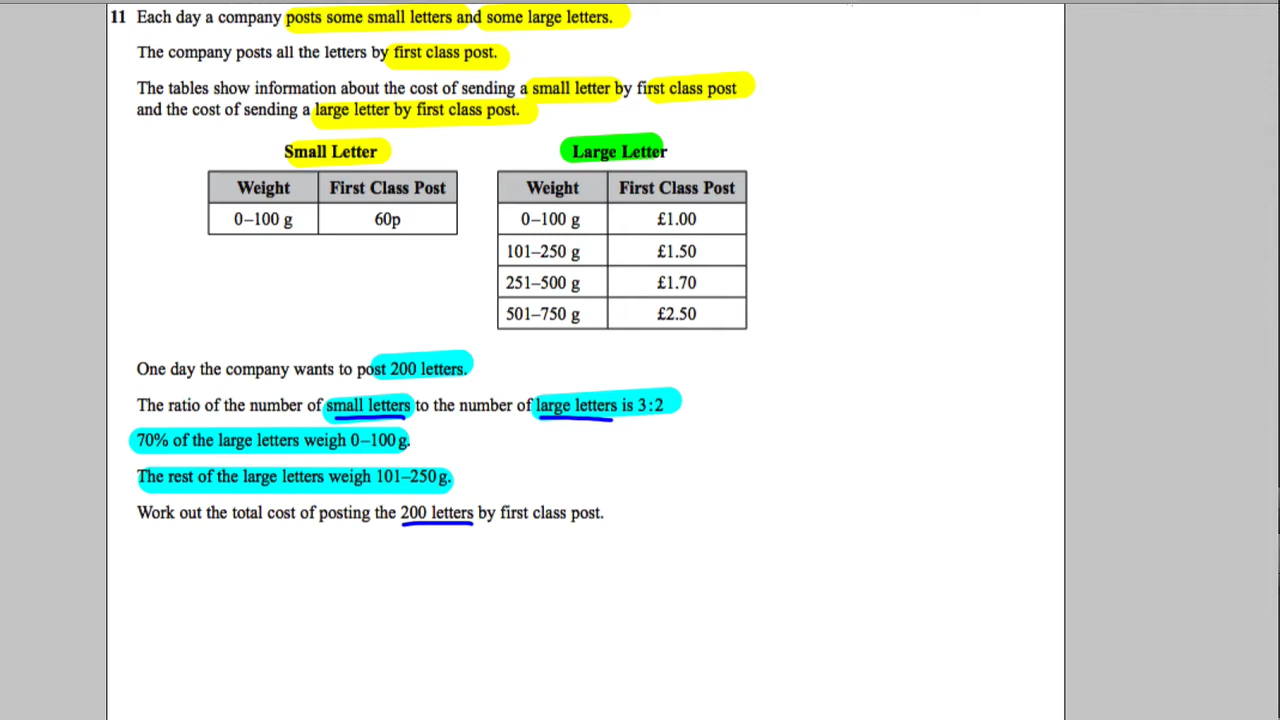 11 Each day a company posts some small letters and some large letters.
The company posts all the letters by first class post.
The tables show information about the cost of sending a small letter by first class post
and the cost of sending a large letter by first class post.
Small Letter
Weight First Class Post
0–100 g 60p
Large Letter
Weight First Class Post
0–100 g £1.00
101–250 g £1.50
251–500 g £1.70
501–750 g £2.50
One day the company wants to post 200 letters.
The ratio of the number of small letters to the number of large letters is 3:2
70% of the large letters weigh 0–100 g.
The rest of the large letters weigh 101–250 g.
Work out the total cost of posting the 200 letters by first class post.